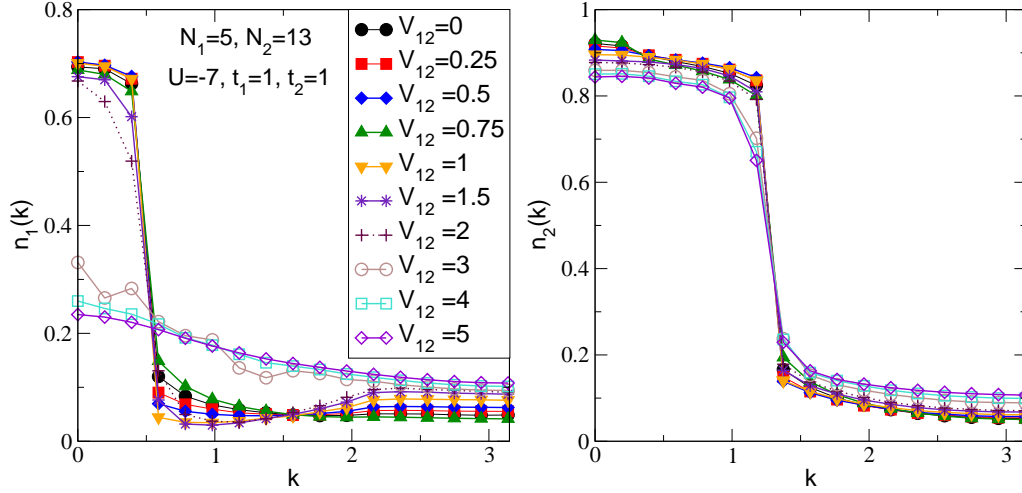 N1=5, N2=13
U=-7, t1=1, t2=1
V12=0
V12=0.25
V12=0.5
V12=0.75
V12 =1
V12 =1.5
V12 =2
V12 =3
V12 =4
V12 =5
n1(k)
0.8
0.6
0.4
0.2
0
0
1
2
3
k
n2(k)
1
0.8
0.6
0.4
0.2
0
0
1
2
3
k